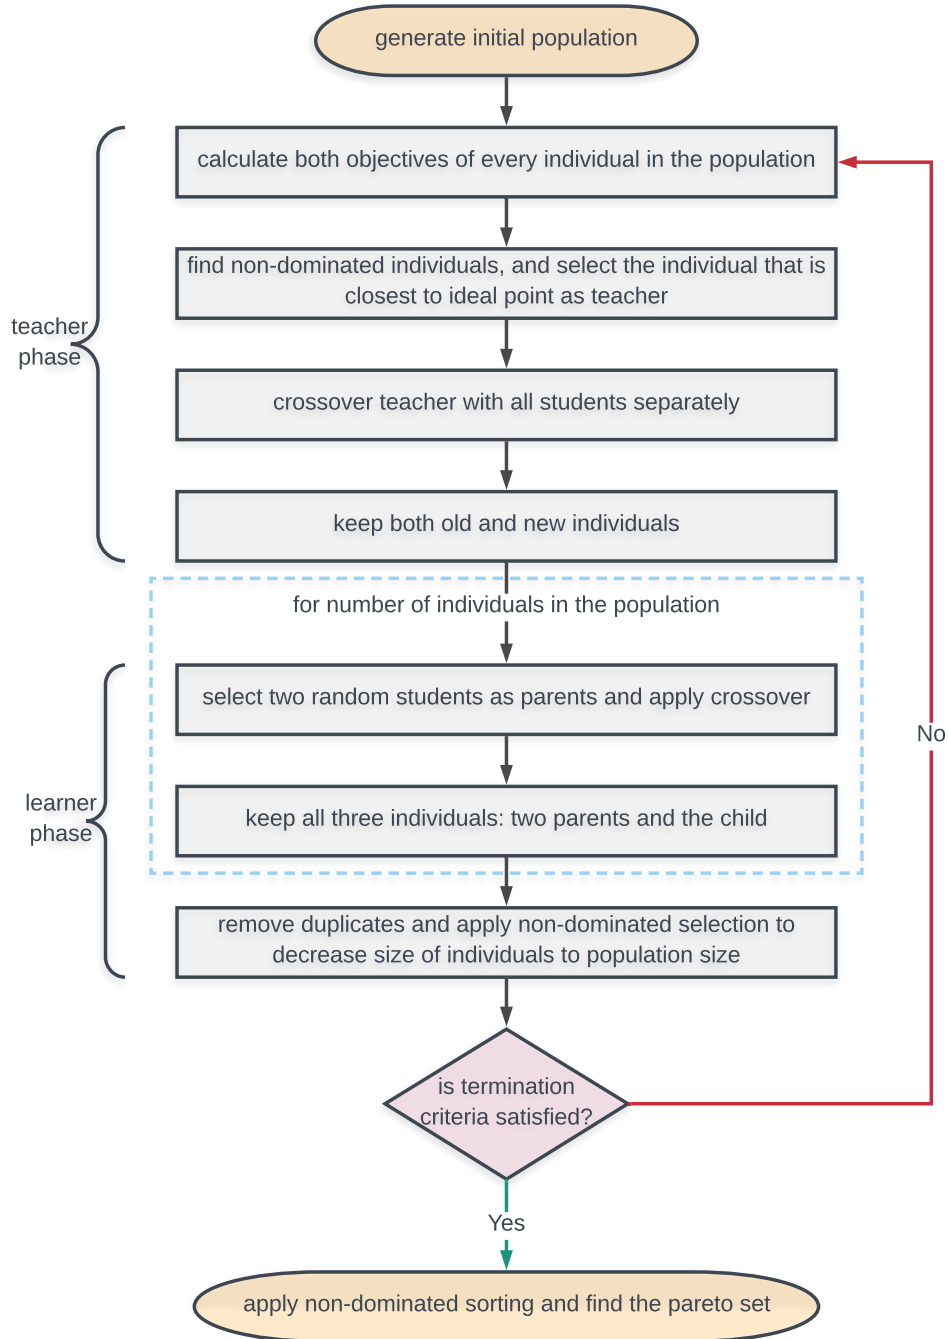 generate initial population
calculate both objectives of every individual in the population
find non-dominated individuals, and select the individual that is
closest to ideal point as teacher
teacher
phase
crossover teacher with all students separately
keep both old and new individuals
for number of individuals in the population
select two random students as parents and apply crossover
No
learner
phase
keep all three individuals: two parents and the child
remove duplicates and apply non-dominated selection to
decrease size of individuals to population size
is termination
criteria satisfied?
Yes
apply non-dominated sorting and find the pareto set